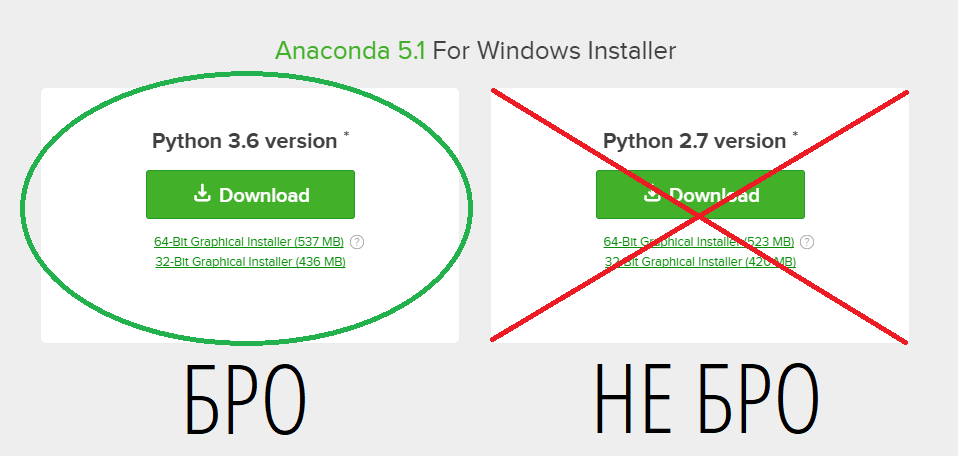 Anaconda 5.1 For Windows Installer
Python 3.6 version *
Download
64-Bit Graphical Installer (537 MB) ?
32-Bit Graphical Installer (436 MB)
БРО
Python 2.7 version *
Download
64-Bit Graphical Installer (523 MB) ?
32-Bit Graphical Installer (420 MB)
НЕ БРО